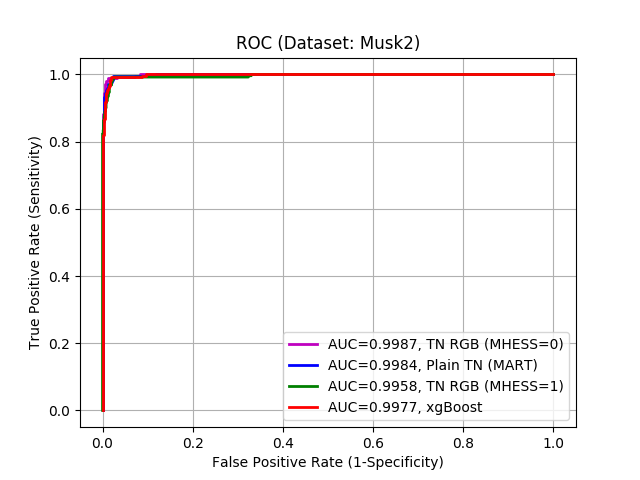 ROC (Dataset: Musk2)
True Positive Rate (Sensitivity)
1.0
0.8
0.6
0.4
0.2
0.0
AUC=0.9987, TN RGB (MHESS=0)
AUC=0.9984, Plain TN (MART)
AUC=0.9958, TN RGB (MHESS=1)
AUC=0.9977, xgBoost
0.0 0.2 0.4 0.6 0.8 1.0
False Positive Rate (1-Specificity)